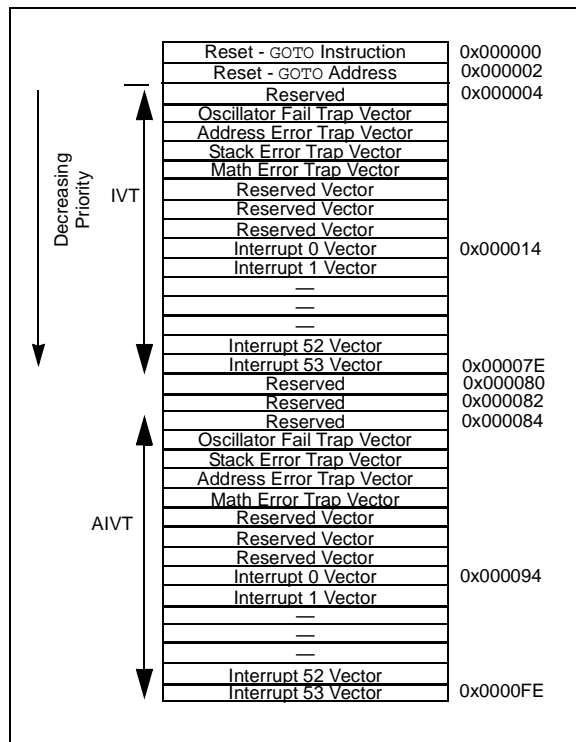 Reset - GOTO Instruction 0x000000
Reset - GOTO Address 0x000002
Reserved 0x000004
Oscillator Fail Trap Vector
Address Error Trap Vector
Stack Error Trap Vector
Math Error Trap Vector
Reserved Vector
Reserved Vector
Reserved Vector
Interrupt 0 Vector 0x000014
Interrupt 1 Vector
—
—
—
Interrupt 52 Vector
Interrupt 53 Vector 0x00007E
Reserved 0x000080
Reserved 0x000082
Reserved 0x000084
Oscillator Fail Trap Vector
Stack Error Trap Vector
Address Error Trap Vector
Math Error Trap Vector
Reserved Vector
Reserved Vector
Reserved Vector
Interrupt 0 Vector 0x000094
Interrupt 1 Vector
—
—
—
Interrupt 52 Vector
Interrupt 53 Vector 0x0000FE
Decreasing
Priority
IVT
AIVT